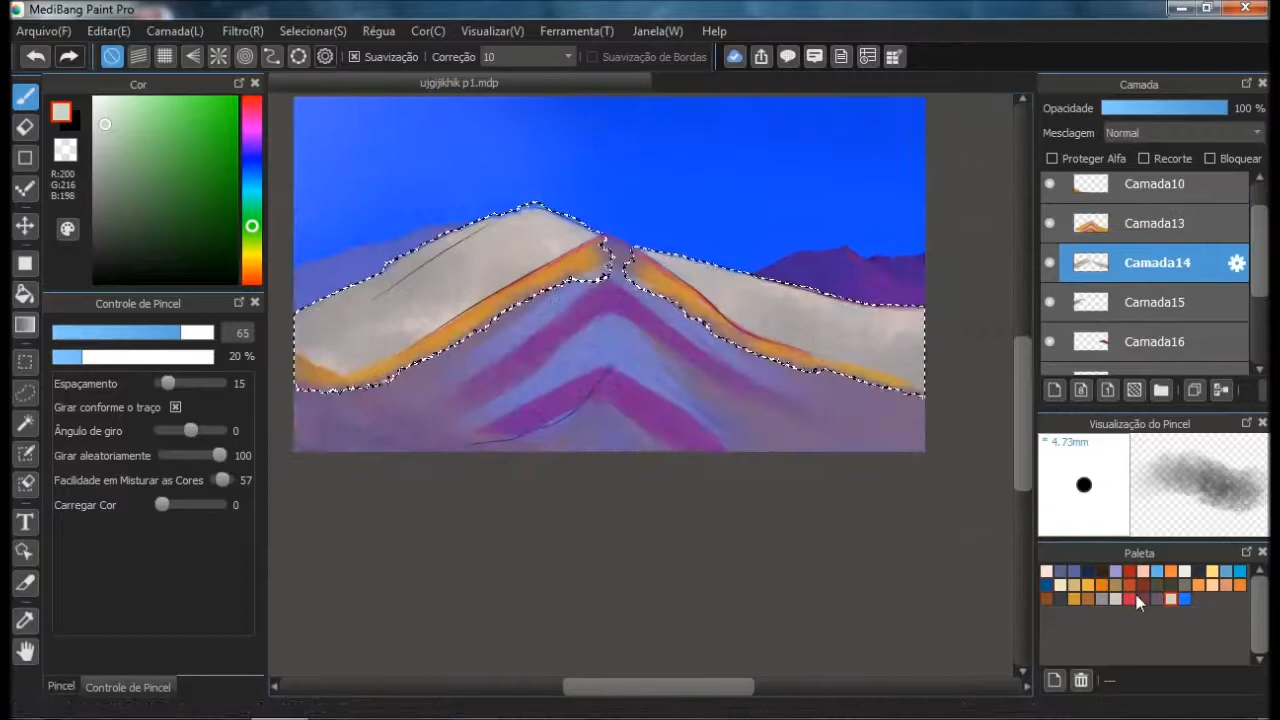 MediBang Paint Pro
Arquivo(F) Editar(E) Camada(L) Filtro(R) Selecionar(S) Régua Cor(C) Visualizar(V) Ferramenta(T) Janela(W) Help
Suavização Correção 10 Suavização de Bordas
Cor
ujgijikhik p1.mdp
Camada
Opacidade 100 %
Mesclagem Normal
Proteger Alfa Recorte Bloquear
R:200
G:216
B:198
Camada10
Camada13
Camada14
Camada15
Camada16
Controle de Pincel
65
20 %
Espaçamento 15
Girar conforme o traço
Ângulo de giro 0
Girar aleatoriamente 100
Facilidade em Misturar as Cores 57
Carregar Cor 0
Visualização do Pincel
= 4.73mm
Paleta
---
Pincel Controle de Pincel